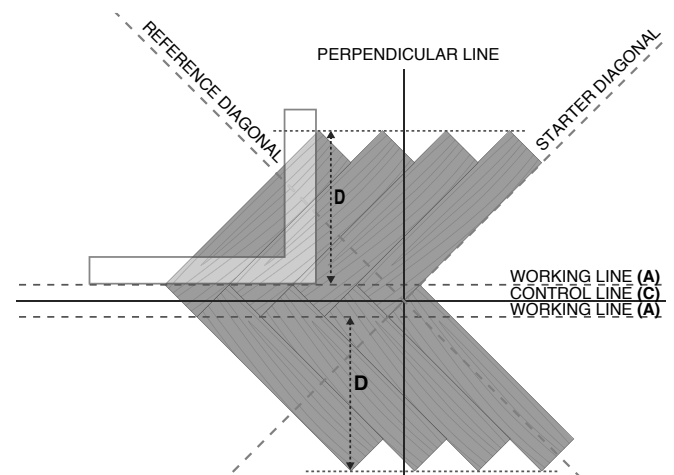 REFERENCE DIAGONAL
PERPENDICULAR LINE
STARTER DIAGONAL
D
WORKING LINE (A)
CONTROL LINE (C)
WORKING LINE (A)
D